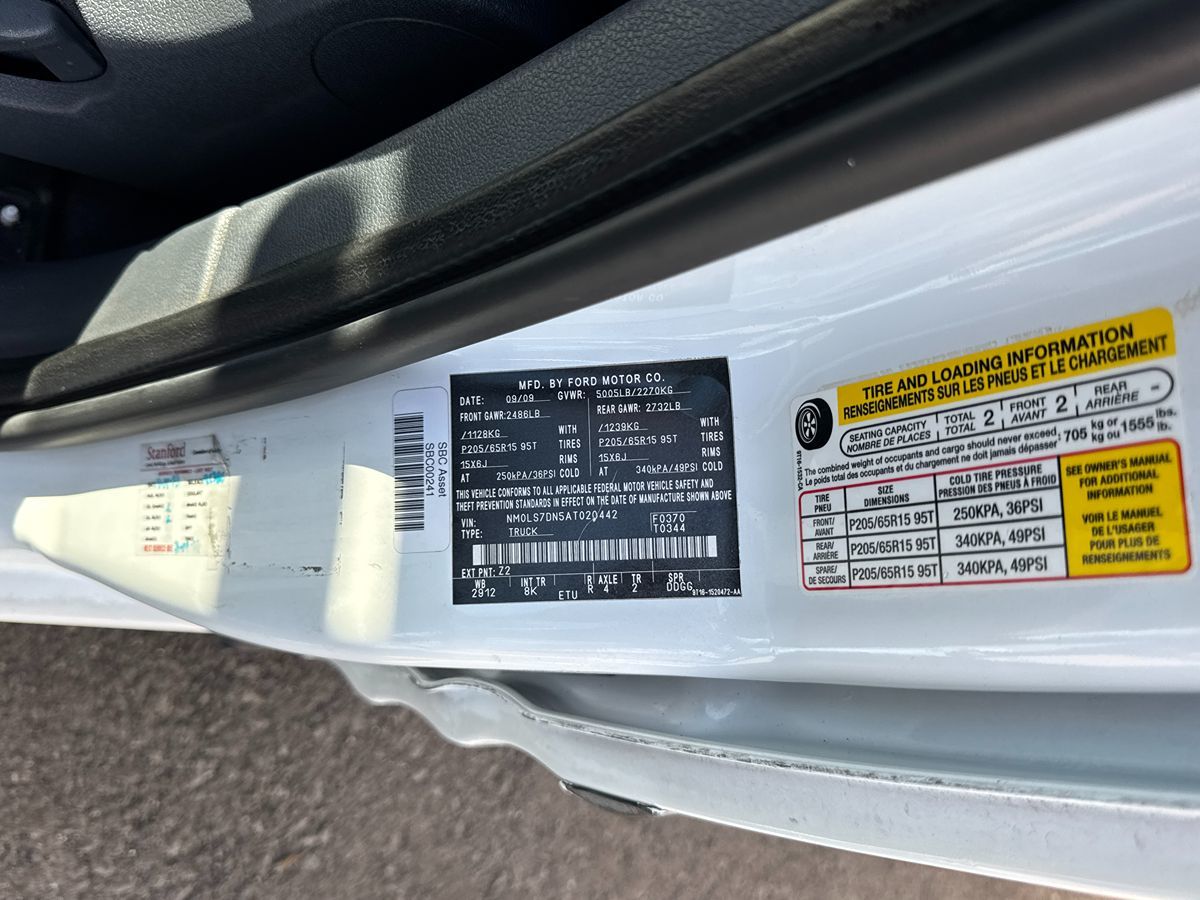 Stanford
SBC Asset
SBC00241
MFD. BY FORD MOTOR CO.
DATE: 09/09 GVWR: 5005LB/2270KG
FRONT GAWR: 2486LB REAR GAWR: 2732LB
/1128KG WITH /1239KG WITH
P205/65R15 95T TIRES P205/65R15 95T TIRES
15X6J RIMS 15X6J RIMS
AT 250kPA/36PSI COLD AT 340kPA/49PSI COLD
THIS VEHICLE CONFORMS TO ALL APPLICABLE FEDERAL MOTOR VEHICLE SAFETY AND
THEFT PREVENTION STANDARDS IN EFFECT ON THE DATE OF MANUFACTURE SHOWN ABOVE
VIN: NM0LS7DN5AT020442 F0370
TYPE: TRUCK T0344
EXT PNT: Z2
WB INT TR R AXLE TR SPR
2912 8K ETU R 4 2 DDGG 9T16-1520472-AA
TIRE AND LOADING INFORMATION
RENSEIGNEMENTS SUR LES PNEUS ET LE CHARGEMENT
SEATING CAPACITY TOTAL 2 FRONT 2 REAR –
NOMBRE DE PLACES TOTAL AVANT ARRIÈRE
The combined weight of occupants and cargo should never exceed: 705 kg or 1555 lbs.
Le poids total des occupants et du chargement ne doit jamais dépasser kg ou lb.
9T16-1532-CA
TIRE SIZE COLD TIRE PRESSURE
PNEU DIMENSIONS PRESSION DES PNEUS À FROID
FRONT/ AVANT P205/65R15 95T 250KPA, 36PSI
REAR/ ARRIÈRE P205/65R15 95T 340KPA, 49PSI
SPARE/ DE SECOURS P205/65R15 95T 340KPA, 49PSI
SEE OWNER'S MANUAL
FOR ADDITIONAL
INFORMATION
VOIR LE MANUEL
DE L'USAGER
POUR PLUS DE
RENSEIGNEMENTS